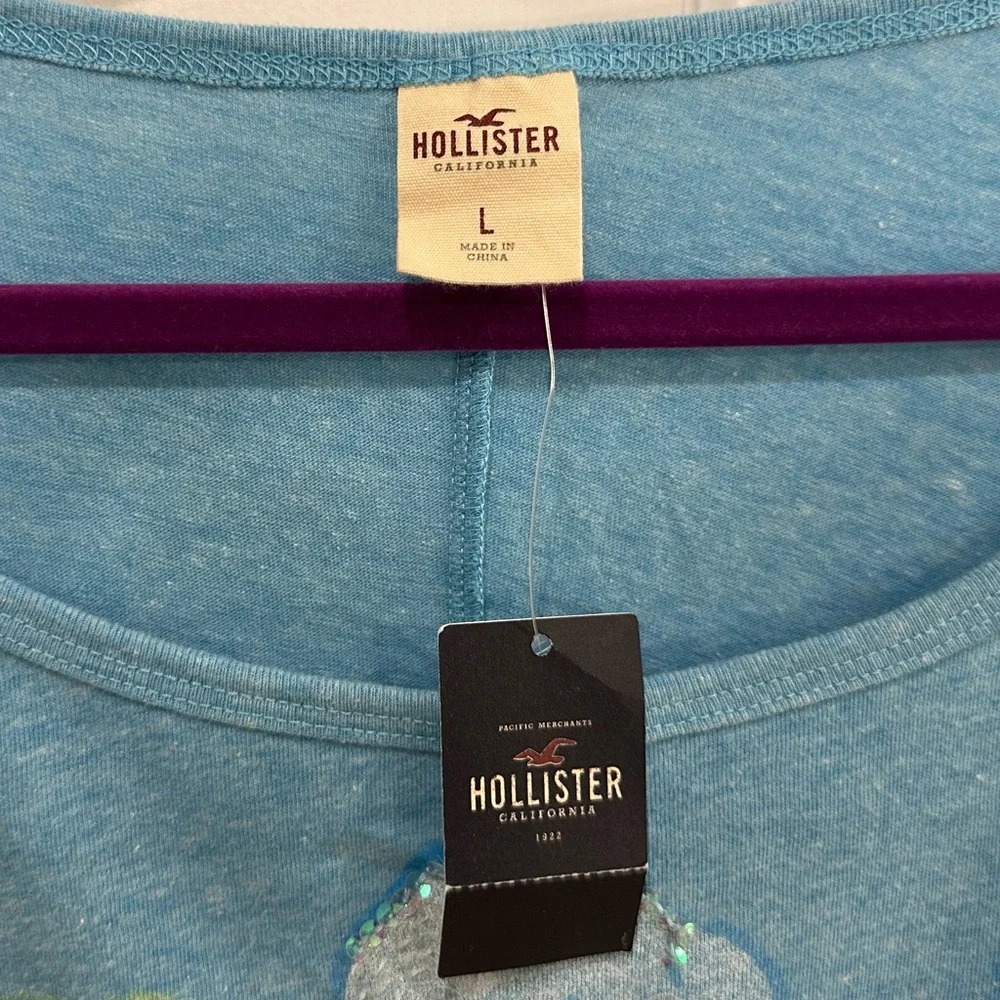 HOLLISTER
CALIFORNIA
L
MADE IN
CHINA
PACIFIC MERCHANTS
HOLLISTER
CALIFORNIA
1922